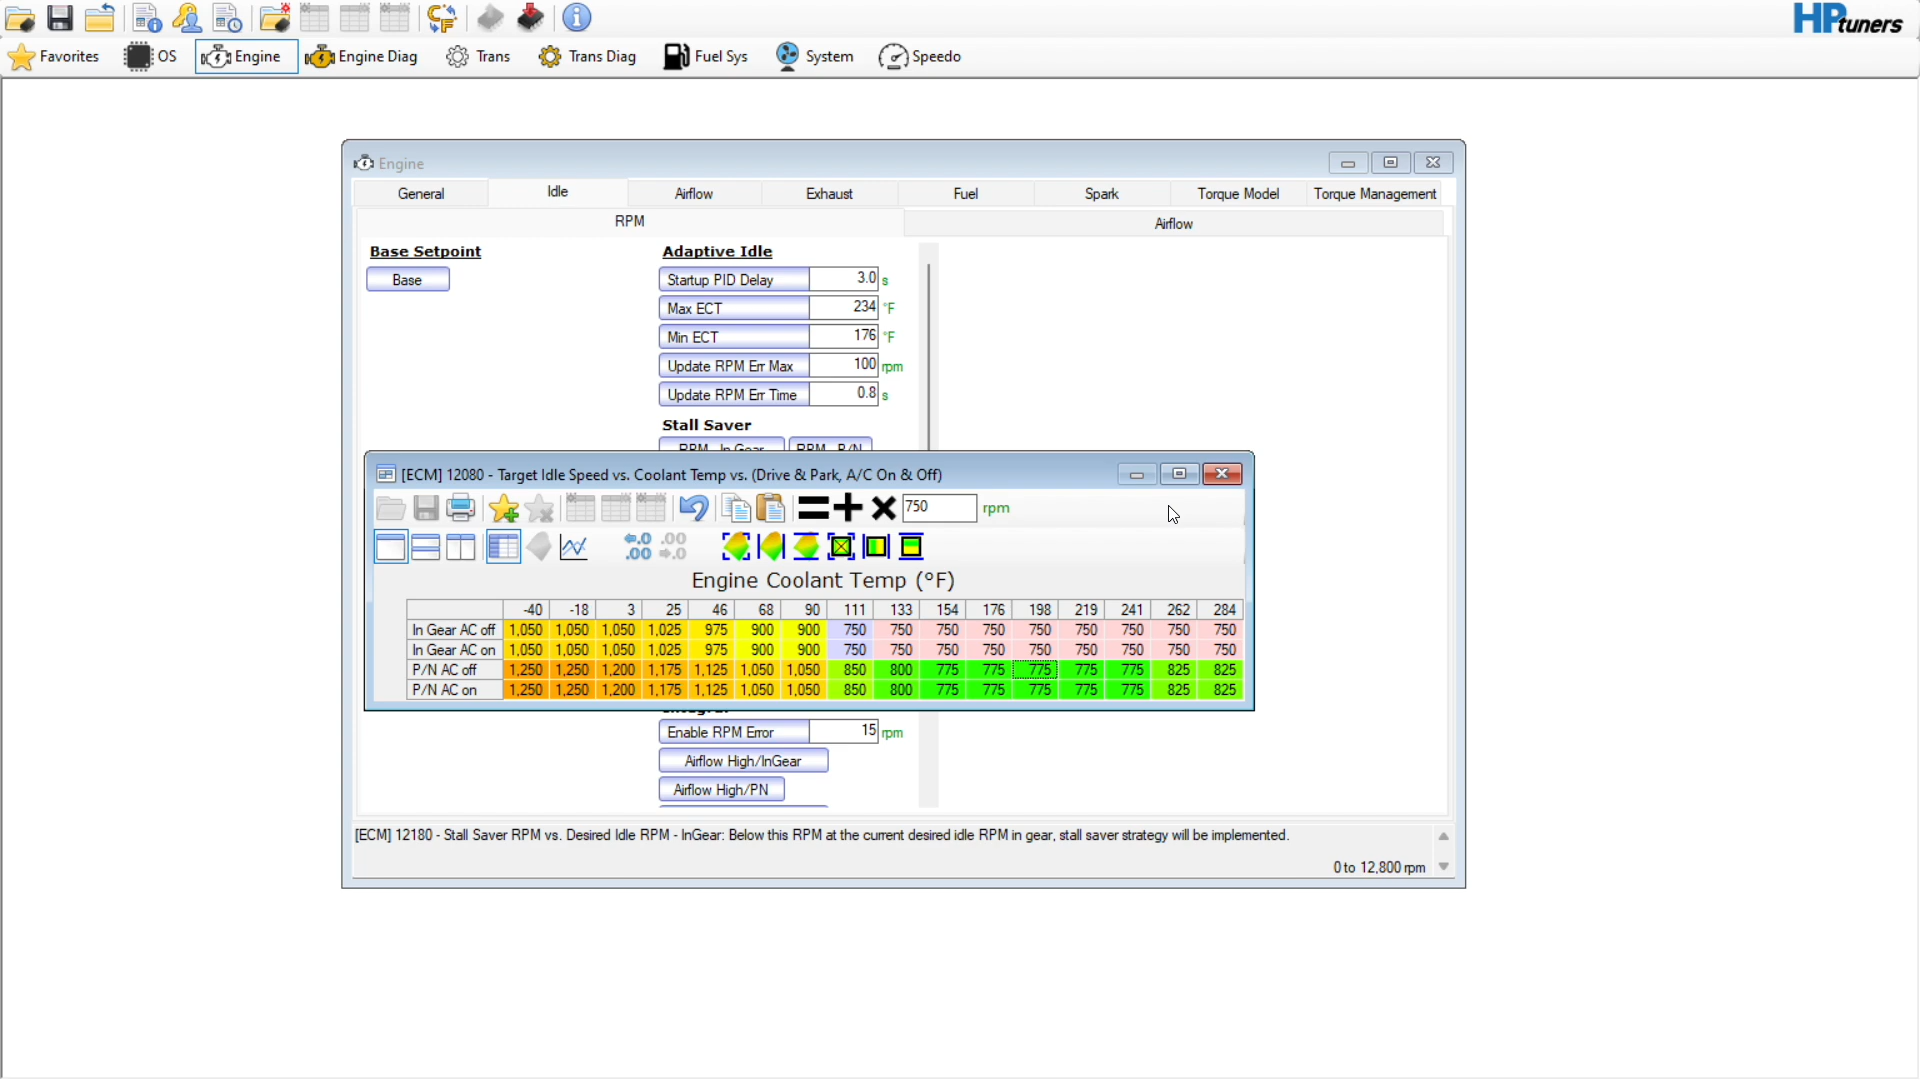 HPtuners
Favorites OS Engine Engine Diag Trans Trans Diag Fuel Sys System Speedo
Engine
General Idle Airflow Exhaust Fuel Spark Torque Model Torque Management
RPM Airflow
Base Setpoint Adaptive Idle
Base Startup PID Delay 3.0 s
Max ECT 234 °F
Min ECT 176 °F
Update RPM Err Max 100 rpm
Update RPM Err Time 0.8 s
Stall Saver
RPM - In Gear RPM - P/N
[ECM] 12080 - Target Idle Speed vs. Coolant Temp vs. (Drive & Park, A/C On & Off)
750 rpm
←.0 .00
.00 →.0
Engine Coolant Temp (°F)
-40 -18 3 25 46 68 90 111 133 154 176 198 219 241 262 284
In Gear AC off 1,050 1,050 1,050 1,025 975 900 900 750 750 750 750 750 750 750 750 750
In Gear AC on 1,050 1,050 1,050 1,025 975 900 900 750 750 750 750 750 750 750 750 750
P/N AC off 1,250 1,250 1,200 1,175 1,125 1,050 1,050 850 800 775 775 775 775 775 825 825
P/N AC on 1,250 1,250 1,200 1,175 1,125 1,050 1,050 850 800 775 775 775 775 775 825 825
Enable RPM Error 15 rpm
Airflow High/InGear
Airflow High/PN
[ECM] 12180 - Stall Saver RPM vs. Desired Idle RPM - InGear: Below this RPM at the current desired idle RPM in gear, stall saver strategy will be implemented.
0 to 12,800 rpm